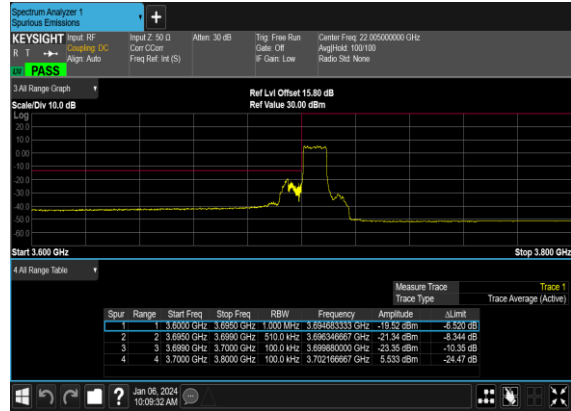 Spectrum Analyzer 1
Spurious Emissions
KEYSIGHT Input: RF Input Z: 50 Ω Atten: 30 dB Trig: Free Run Center Freq: 22.005000000 GHz
R T Coupling: DC Corr CCorr Gate: Off Avg|Hold: 100/100
Align: Auto Freq Ref: Int (S) IF Gain: Low Radio Std: None
PASS
3 All Range Graph
Ref Lvl Offset 15.80 dB
Scale/Div 10.0 dB Ref Value 30.00 dBm
Log
20.0
10.0
0.00
-10.0
-20.0
-30.0
-40.0
-50.0
-60.0
Start 3.600 GHz Stop 3.800 GHz
4 All Range Table
Measure Trace Trace 1
Trace Type Trace Average (Active)
Spur Range Start Freq Stop Freq RBW Frequency Amplitude ΔLimit
1 1 3.6000 GHz 3.6950 GHz 1.000 MHz 3.694683333 GHz -19.52 dBm -6.520 dB
2 2 3.6950 GHz 3.6990 GHz 510.0 kHz 3.696346667 GHz -21.34 dBm -8.344 dB
3 3 3.6990 GHz 3.7000 GHz 100.0 kHz 3.699880000 GHz -23.35 dBm -10.35 dB
4 4 3.7000 GHz 3.8000 GHz 100.0 kHz 3.702166667 GHz 5.533 dBm -24.47 dB
? Jan 06, 2024
10:09:32 AM